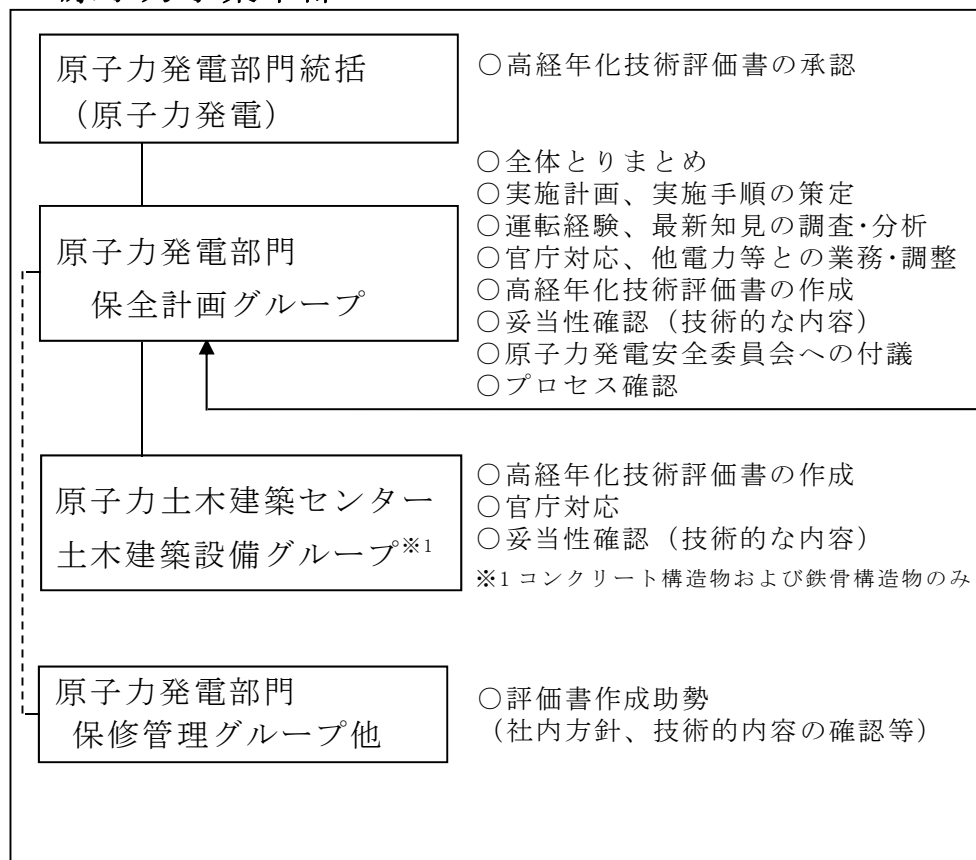 原子力発電部門統括
（原子力発電）
○高経年化技術評価書の承認
原子力発電部門
保全計画グループ
○全体とりまとめ
○実施計画、実施手順の策定
○運転経験、最新知見の調査･分析
○官庁対応、他電力等との業務･調整
○高経年化技術評価書の作成
○妥当性確認（技術的な内容）
○原子力発電安全委員会への付議
○プロセス確認
原子力土木建築センター
土木建築設備グループ※1
○高経年化技術評価書の作成
○官庁対応
○妥当性確認（技術的な内容）
※1 コンクリート構造物および鉄骨構造物のみ
原子力発電部門
保修管理グループ他
○評価書作成助勢
（社内方針、技術的内容の確認等）